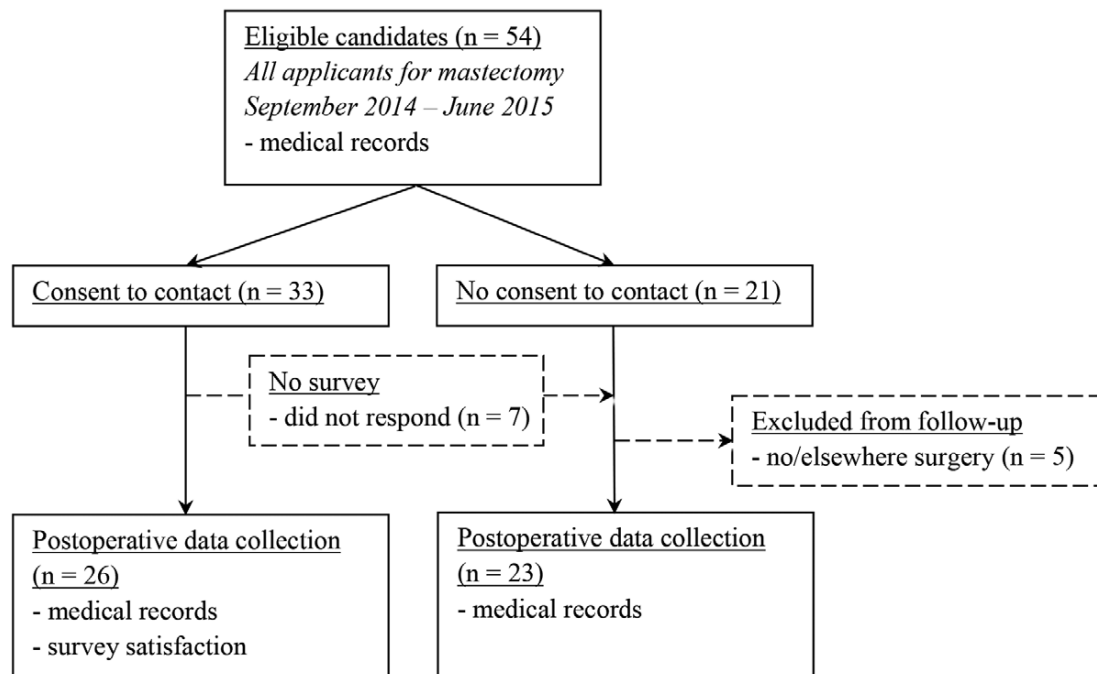 Eligible candidates (n = 54)
All applicants for mastectomy
September 2014 – June 2015
- medical records
Consent to contact (n = 33)
No consent to contact (n = 21)
No survey
- did not respond (n = 7)
Excluded from follow-up
- no/elsewhere surgery (n = 5)
Postoperative data collection
(n = 26)
- medical records
- survey satisfaction
Postoperative data collection
(n = 23)
- medical records